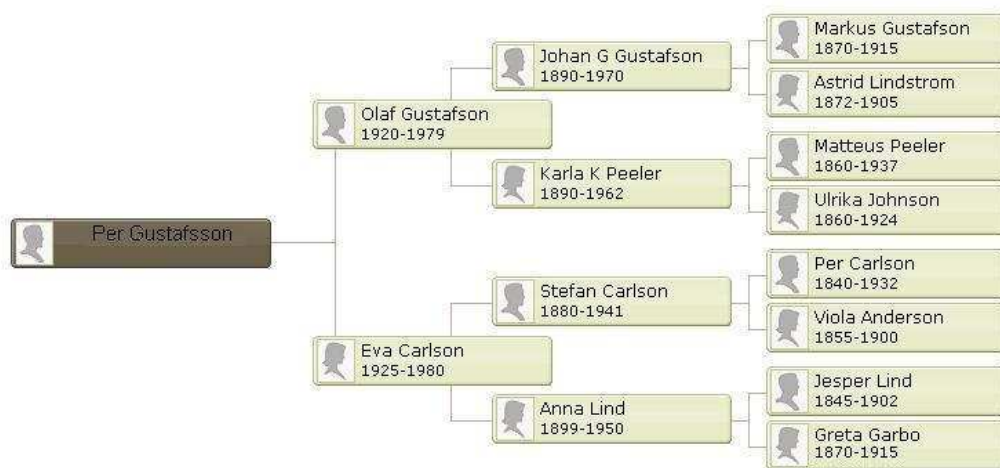 Markus Gustafson
1870-1915
Johan G Gustafson
1890-1970
Astrid Lindstrom
1872-1905
Olaf Gustafson
1920-1979
Matteus Peeler
1860-1937
Karla K Peeler
1890-1962
Ulrika Johnson
1860-1924
Per Gustafsson
Per Carlson
1840-1932
Stefan Carlson
1880-1941
Viola Anderson
1855-1900
Eva Carlson
1925-1980
Jesper Lind
1845-1902
Anna Lind
1899-1950
Greta Garbo
1870-1915